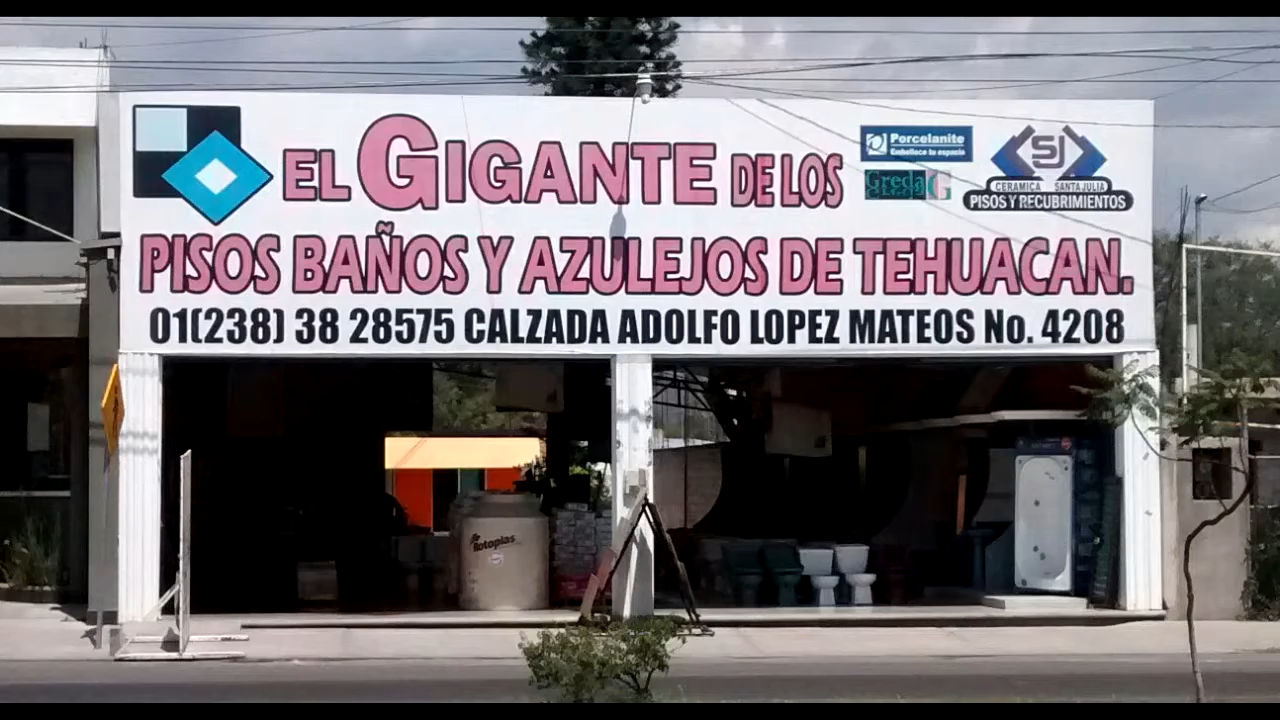 EL GIGANTE DE LOS
PISOS BAÑOS Y AZULEJOS DE TEHUACAN.
01(238) 38 28575 CALZADA ADOLFO LOPEZ MATEOS No. 4208
Porcelanite
Embellece tu espacio
Greda G
SJ
CERAMICA SANTA JULIA
PISOS Y RECUBRIMIENTOS
Rotoplas